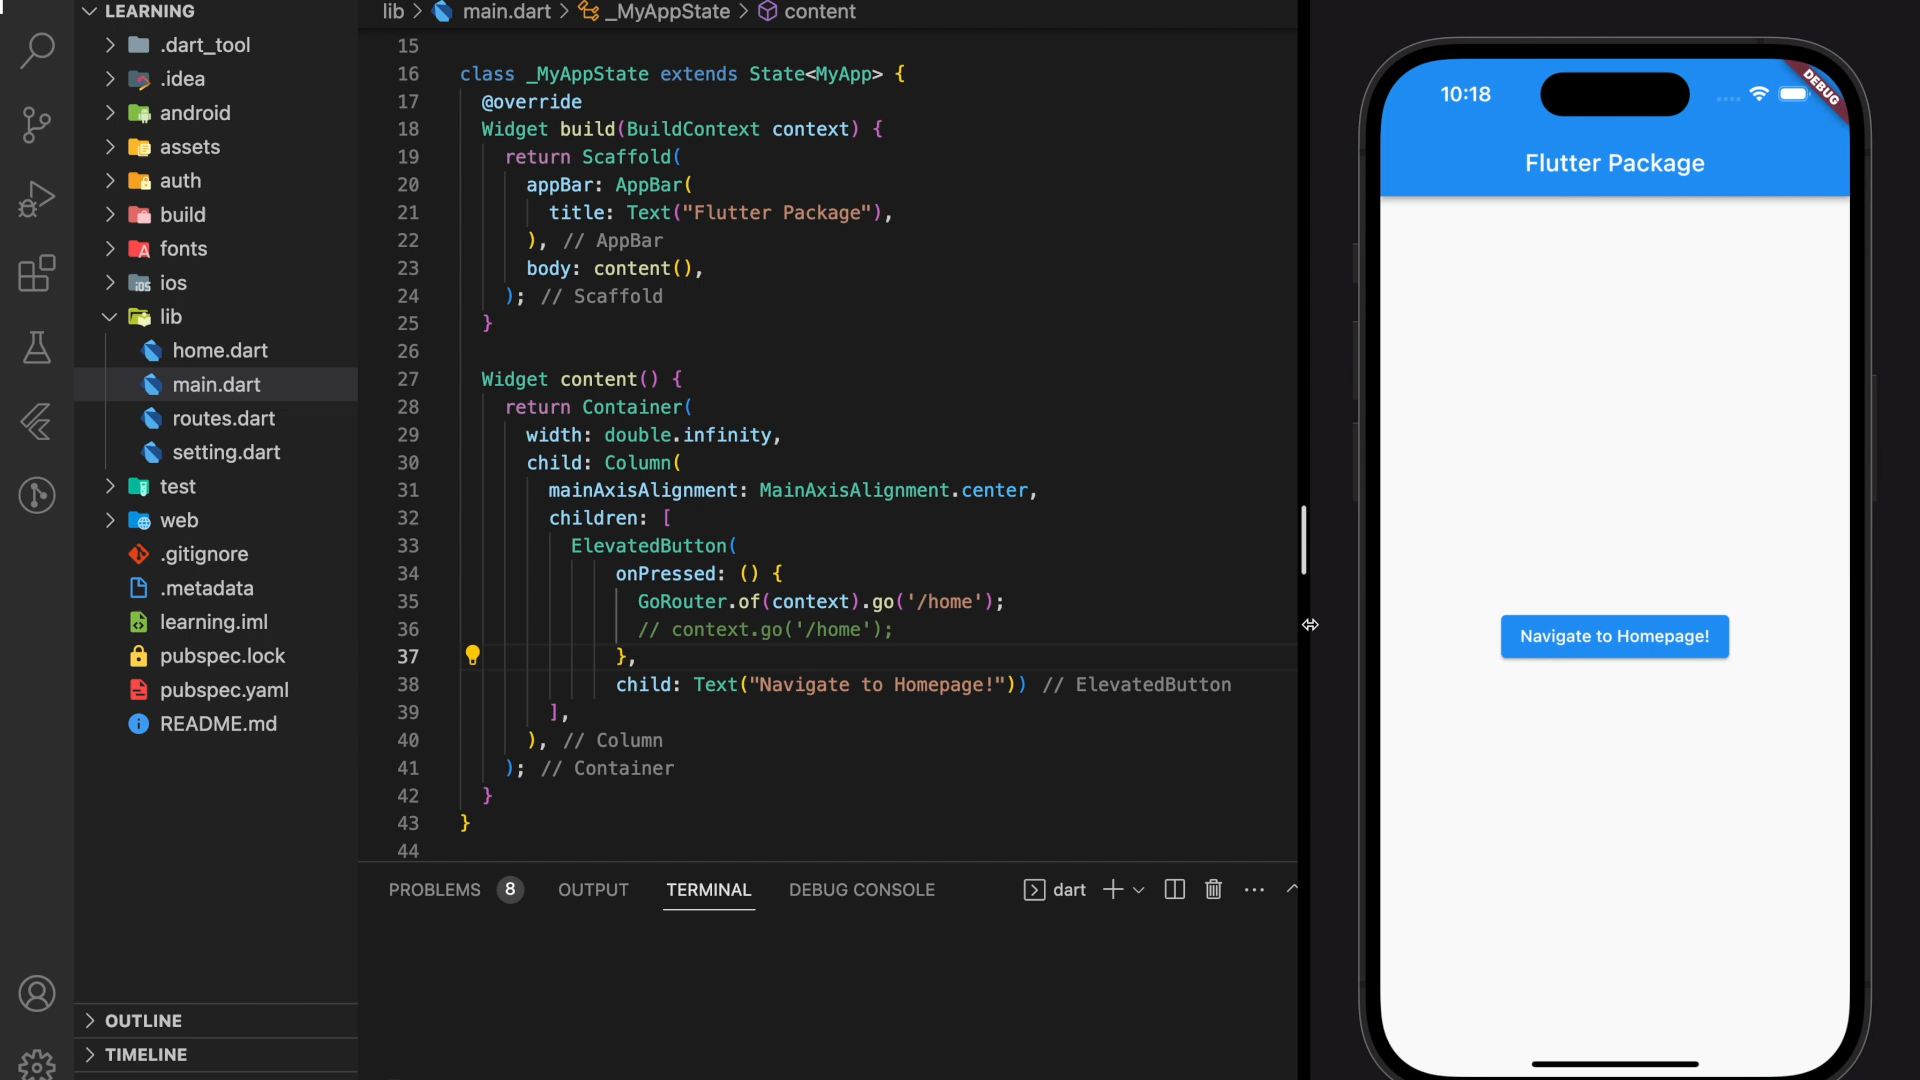 LEARNING
.dart_tool
.idea
android
assets
auth
build
fonts
ios
lib
home.dart
main.dart
routes.dart
setting.dart
test
web
.gitignore
.metadata
learning.iml
pubspec.lock
pubspec.yaml
README.md
OUTLINE
TIMELINE
lib > main.dart > _MyAppState > content
15
16 class _MyAppState extends State<MyApp> {
17 @override
18 Widget build(BuildContext context) {
19 return Scaffold(
20 appBar: AppBar(
21 title: Text("Flutter Package"),
22 ), // AppBar
23 body: content(),
24 ); // Scaffold
25 }
26
27 Widget content() {
28 return Container(
29 width: double.infinity,
30 child: Column(
31 mainAxisAlignment: MainAxisAlignment.center,
32 children: [
33 ElevatedButton(
34 onPressed: () {
35 GoRouter.of(context).go('/home');
36 // context.go('/home');
37 },
38 child: Text("Navigate to Homepage!")) // ElevatedButton
39 ],
40 ), // Column
41 ); // Container
42 }
43 }
44
PROBLEMS 8 OUTPUT TERMINAL DEBUG CONSOLE dart
10:18
DEBUG
Flutter Package
Navigate to Homepage!